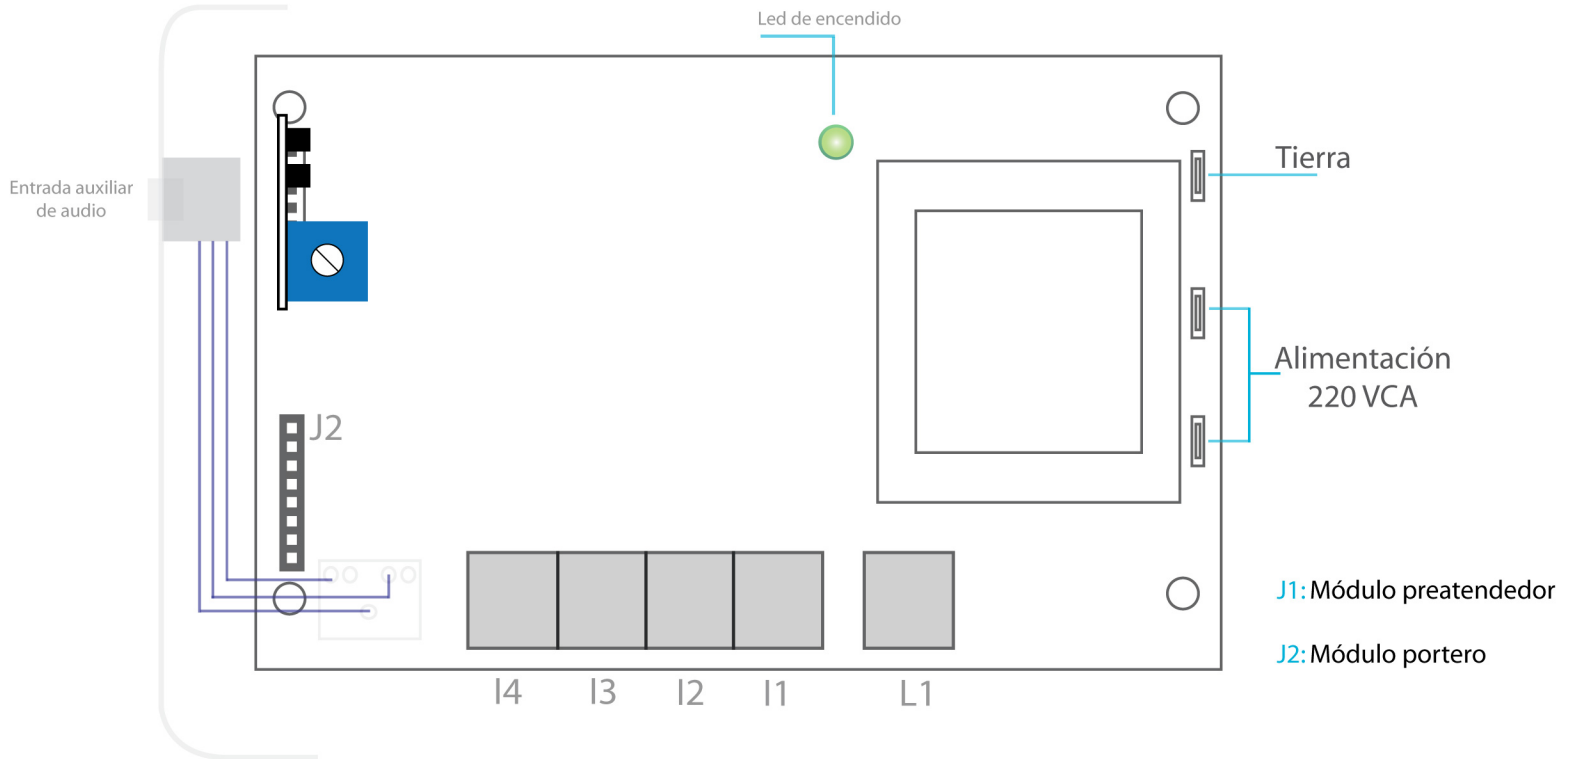 Led de encendido
Tierra
Entrada auxiliar
de audio
Alimentación
220 VCA
J2
J1: Módulo preatendedor
J2: Módulo portero
I4
I3
I2
I1
L1